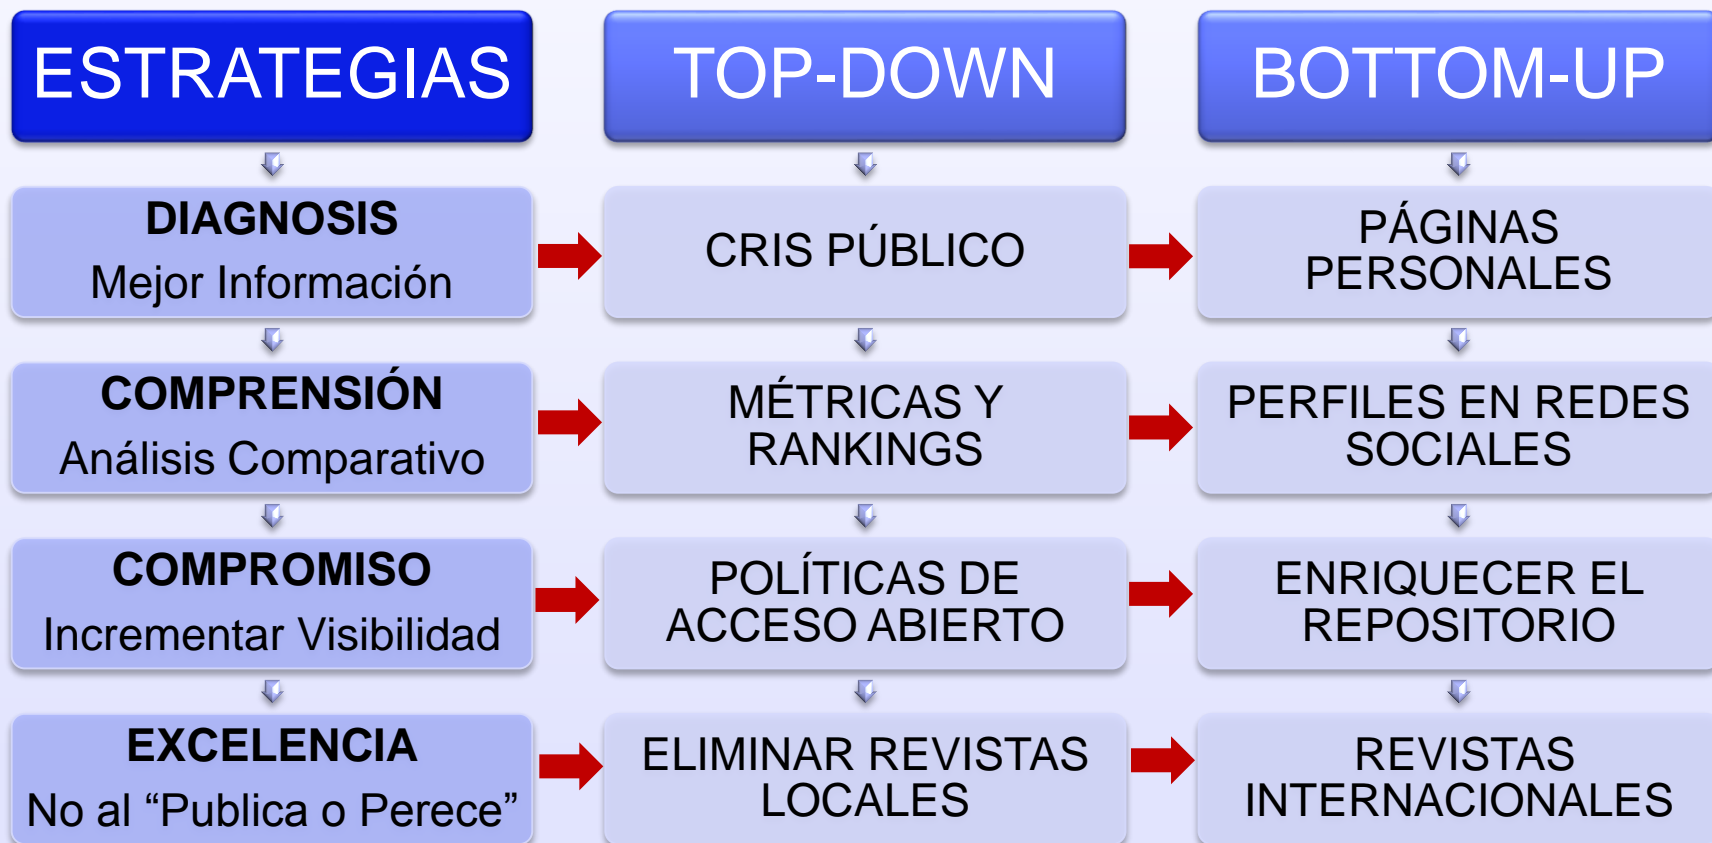 ESTRATEGIAS
TOP-DOWN
BOTTOM-UP
DIAGNOSIS
Mejor Información
CRIS PÚBLICO
PÁGINAS
PERSONALES
COMPRENSIÓN
Análisis Comparativo
MÉTRICAS Y
RANKINGS
PERFILES EN REDES
SOCIALES
COMPROMISO
Incrementar Visibilidad
POLÍTICAS DE
ACCESO ABIERTO
ENRIQUECER EL
REPOSITORIO
EXCELENCIA
No al “Publica o Perece”
ELIMINAR REVISTAS
LOCALES
REVISTAS
INTERNACIONALES